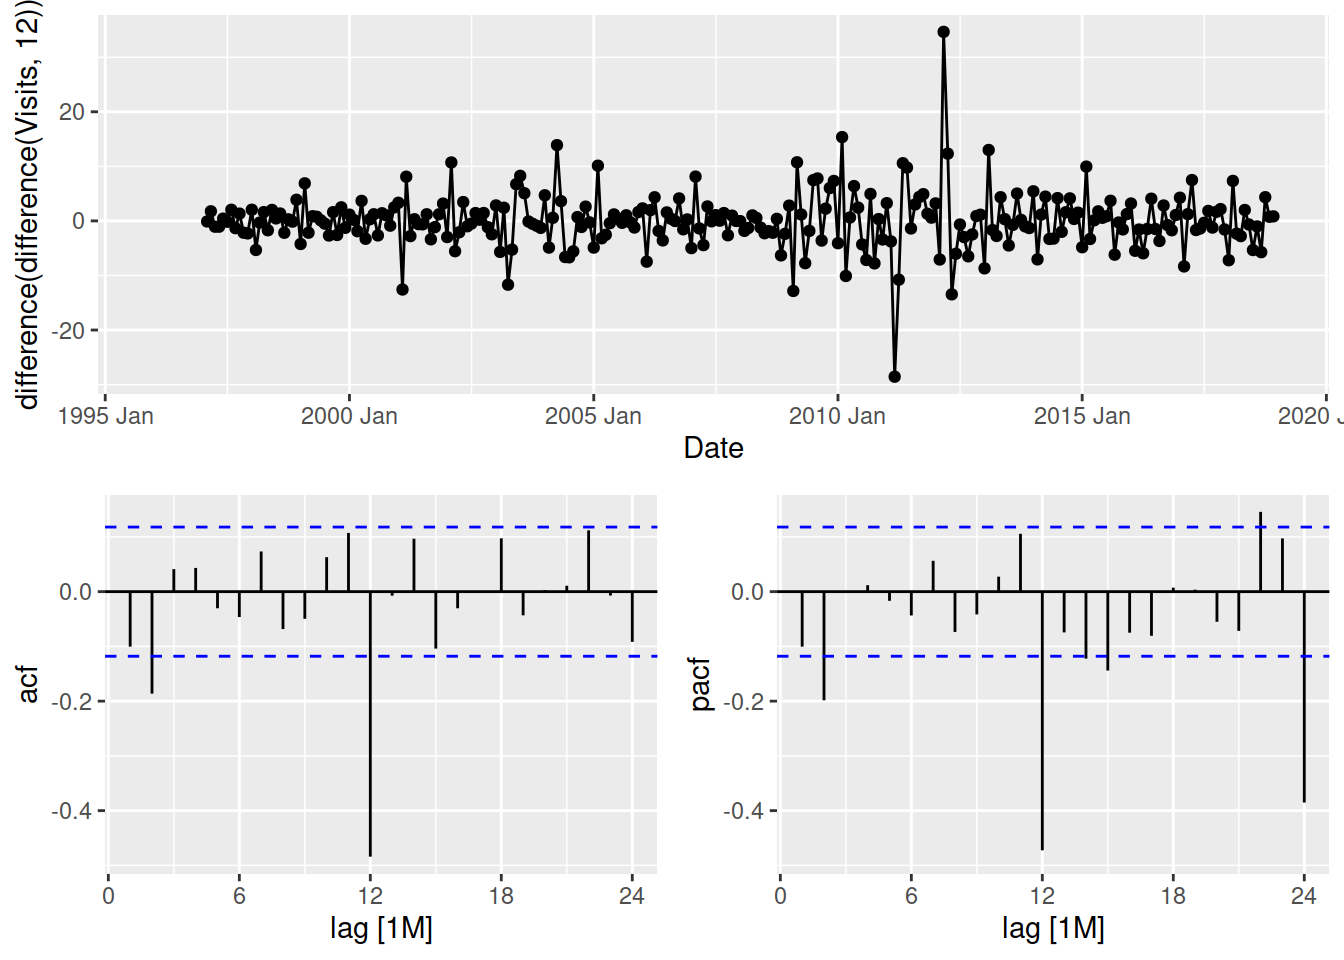 difference(difference(Visits, 12))
20
0
-20
1995 Jan 2000 Jan 2005 Jan 2010 Jan 2015 Jan 2020 J
Date
acf
0.0
-0.2
-0.4
0 6 12 18 24
lag [1M]
pacf
0.0
-0.2
-0.4
0 6 12 18 24
lag [1M]